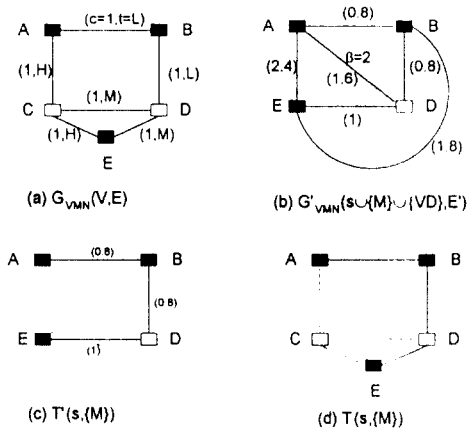 A (c=1,t=L) B
(1,H) (1,L)
C (1,M) D
(1,H) (1,M)
E
(a) G_VMN(V,E)
A (0.8) B
β=2
(2.4) (1.6) (0.8)
E (1) D
(1.8)
(b) G'_VMN(s∪{M}∪{VD},E')
A (0.8) B
(0.8)
E (1) D
(c) T'(s,{M})
A B
C D
E
(d) T(s,{M})